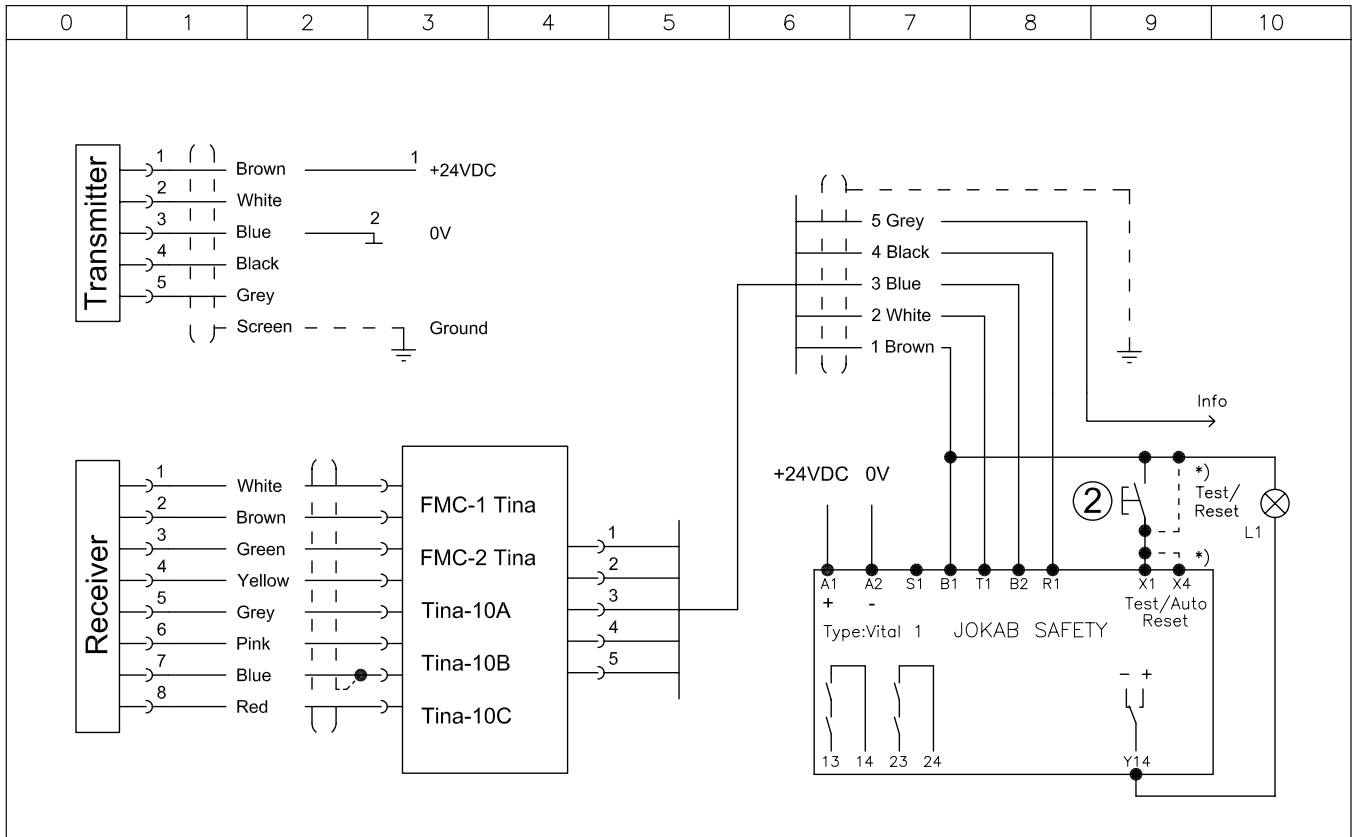 0 1 2 3 4 5 6 7 8 9 10
Transmitter
1 Brown 1 +24VDC
2 White
3 Blue 2 0V
4 Black
5 Grey
Screen Ground
5 Grey
4 Black
3 Blue
2 White
1 Brown
Info
Receiver
1 White
2 Brown
3 Green
4 Yellow
5 Grey
6 Pink
7 Blue
8 Red
FMC-1 Tina
FMC-2 Tina
Tina-10A
Tina-10B
Tina-10C
1
2
3
4
5
+24VDC 0V
2
*)
Test/
Reset
L1
*)
A1 A2 S1 B1 T1 B2 R1 X1 X4
+ -
Test/Auto
Reset
Type:Vital 1 JOKAB SAFETY
- +
13 14 23 24 Y14